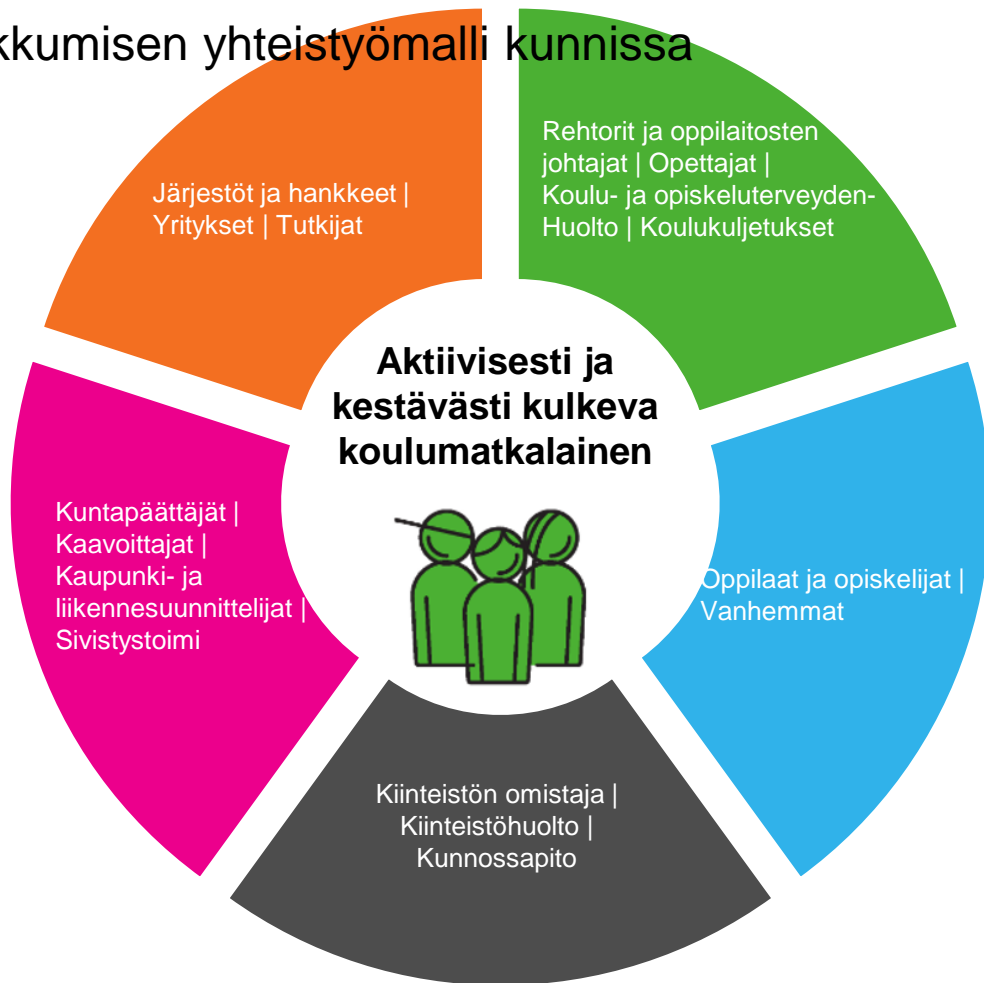 kkumisen yhteistyömalli kunnissa
Rehtorit ja oppilaitosten
johtajat | Opettajat |
Koulu- ja opiskeluterveyden-
Huolto | Koulukuljetukset
Järjestöt ja hankkeet |
Yritykset | Tutkijat
Aktiivisesti ja
kestävästi kulkeva
koulumatkalainen
Kuntapäättäjät |
Kaavoittajat |
Kaupunki- ja
liikennesuunnittelijat |
Sivistystoimi
Oppilaat ja opiskelijat |
Vanhemmat
Kiinteistön omistaja |
Kiinteistöhuolto |
Kunnossapito